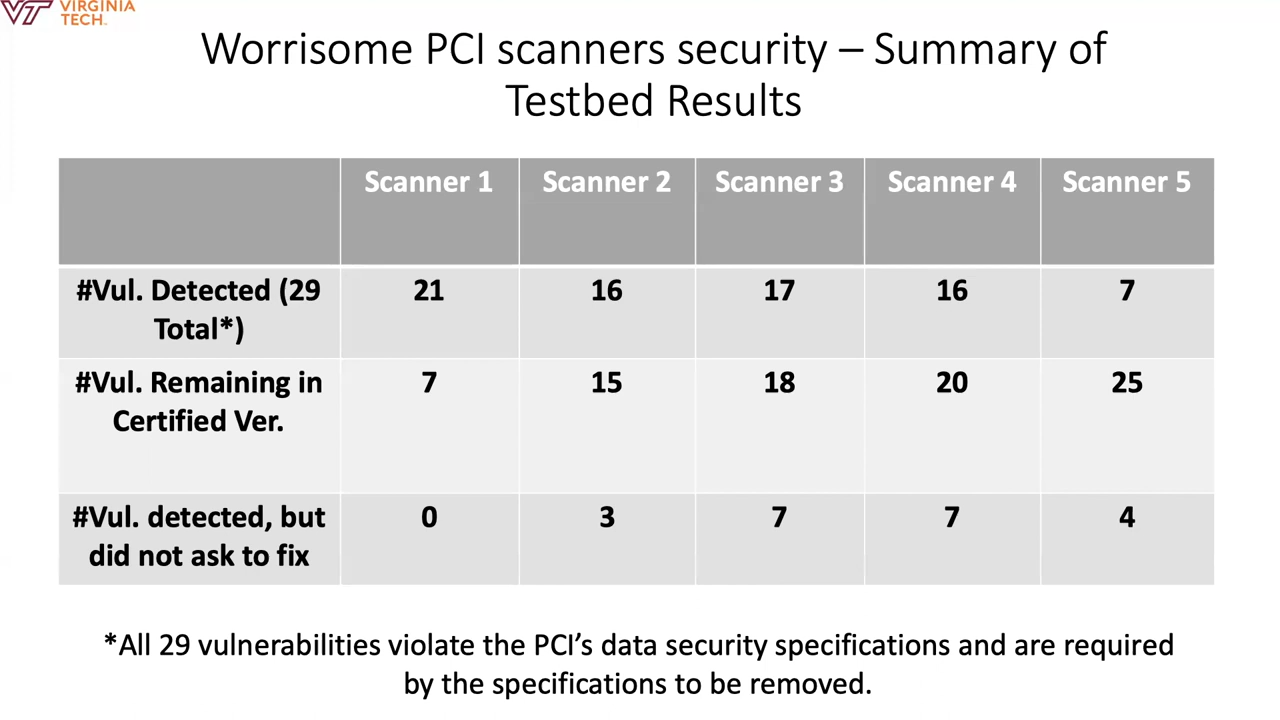 VIRGINIA
TECH
Worrisome PCI scanners security – Summary of
Testbed Results
Scanner 1 Scanner 2 Scanner 3 Scanner 4 Scanner 5
#Vul. Detected (29 Total*) 21 16 17 16 7
#Vul. Remaining in Certified Ver. 7 15 18 20 25
#Vul. detected, but did not ask to fix 0 3 7 7 4
*All 29 vulnerabilities violate the PCI’s data security specifications and are required
by the specifications to be removed.